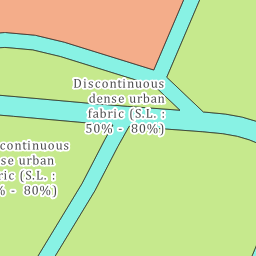 Discontinuous
dense urban
fabric (S.L. :
50% - 80%)
continuous
se urban
ric (S.L. :
% - 80%)